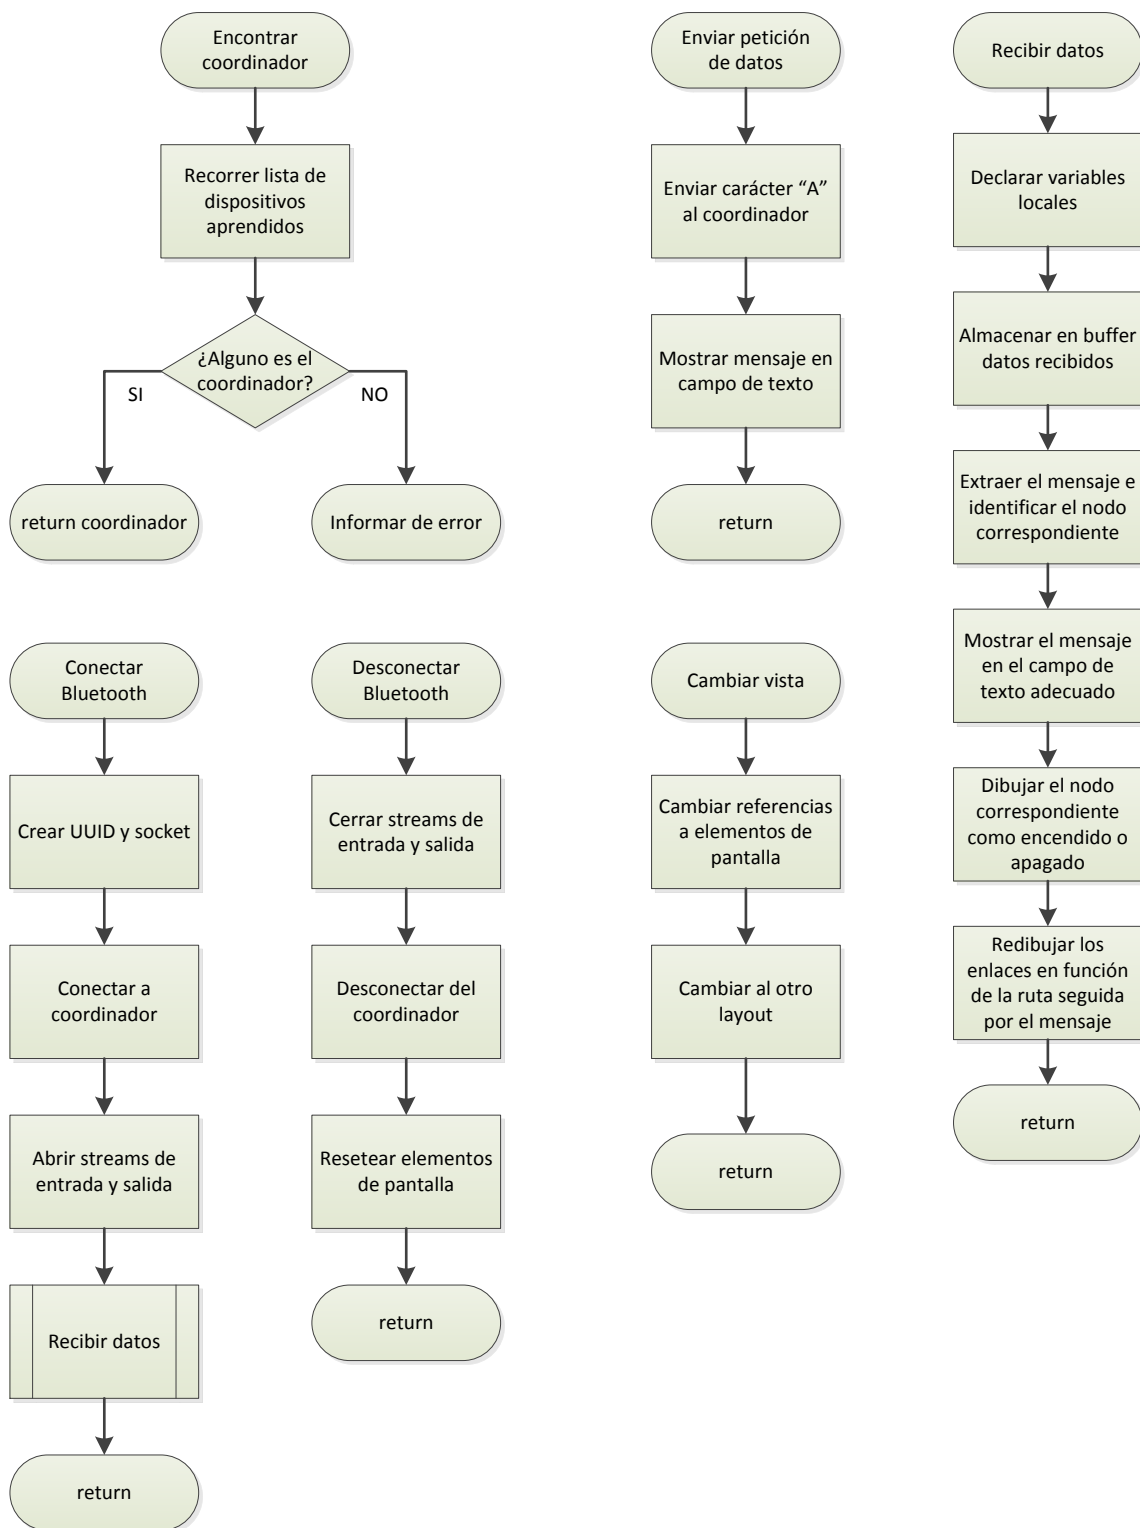 Encontrar
coordinador
Recorrer lista de
dispositivos
aprendidos
¿Alguno es el
coordinador?
SI
NO
return coordinador
Informar de error
Enviar petición
de datos
Enviar carácter “A”
al coordinador
Mostrar mensaje en
campo de texto
return
Recibir datos
Declarar variables
locales
Almacenar en buffer
datos recibidos
Extraer el mensaje e
identificar el nodo
correspondiente
Mostrar el mensaje
en el campo de
texto adecuado
Dibujar el nodo
correspondiente
como encendido o
apagado
Redibujar los
enlaces en función
de la ruta seguida
por el mensaje
return
Conectar
Bluetooth
Crear UUID y socket
Conectar a
coordinador
Abrir streams de
entrada y salida
Recibir datos
return
Desconectar
Bluetooth
Cerrar streams de
entrada y salida
Desconectar del
coordinador
Resetear elementos
de pantalla
return
Cambiar vista
Cambiar referencias
a elementos de
pantalla
Cambiar al otro
layout
return